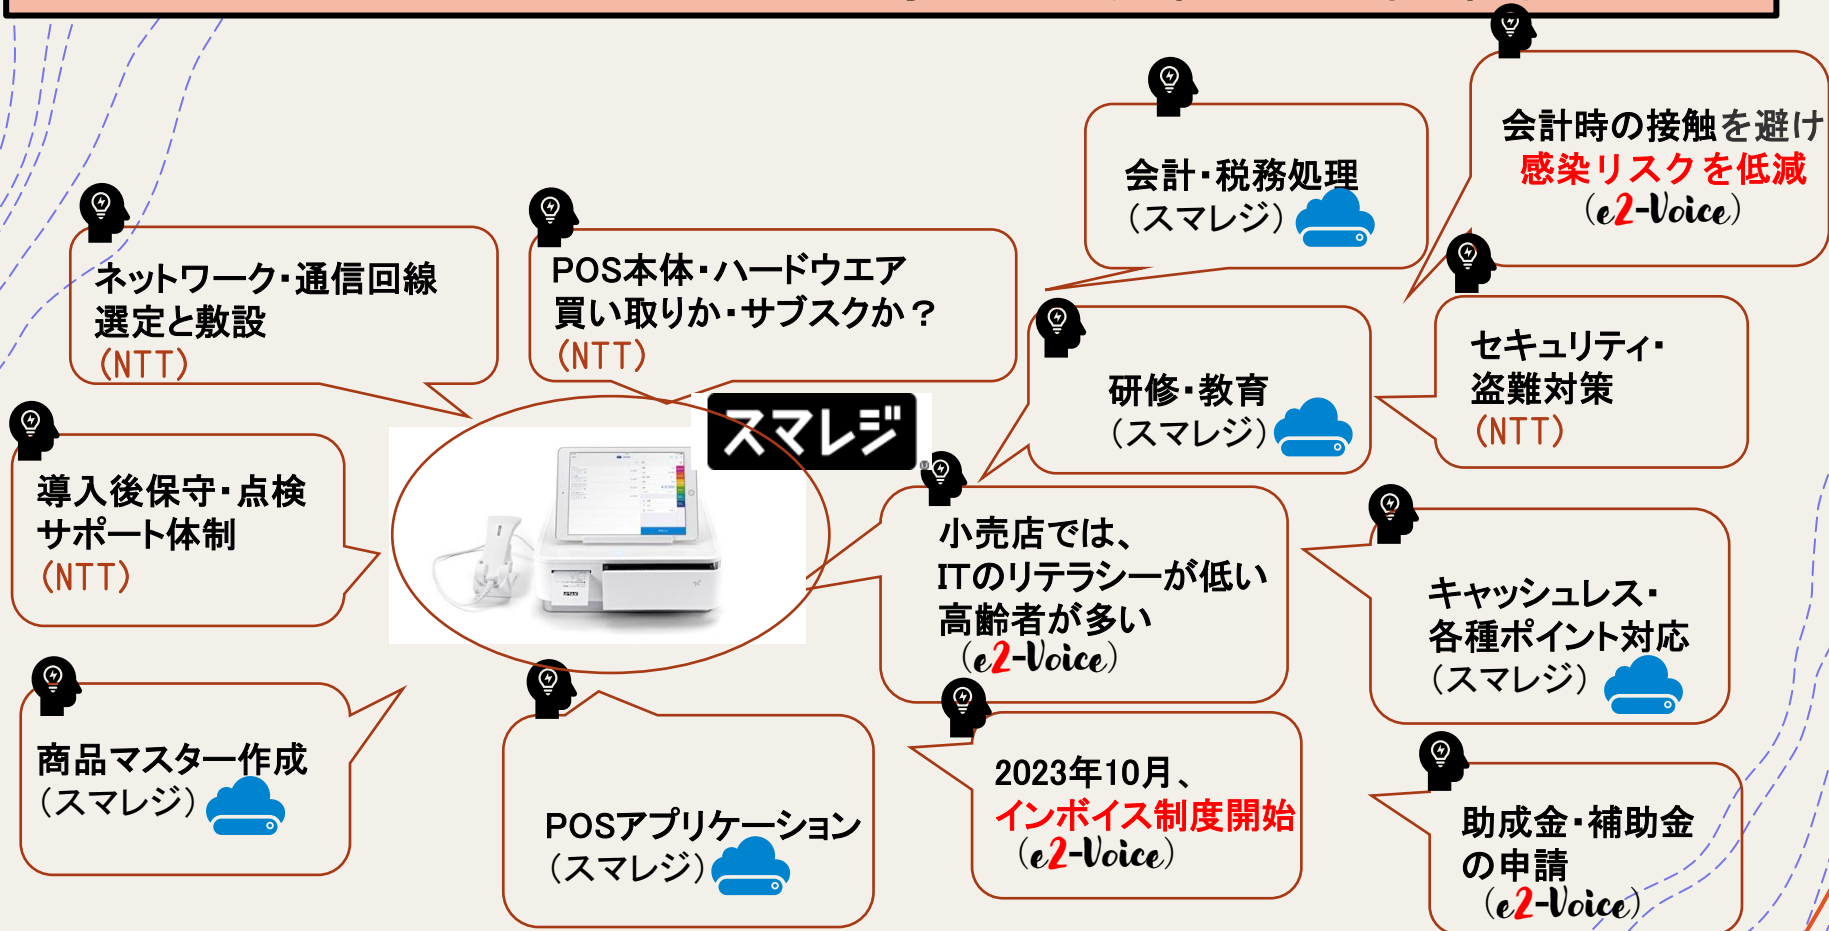 会計時の接触を避け
感染リスクを低減
(e2-Voice)
会計・税務処理
(スマレジ)
ネットワーク・通信回線
選定と敷設
(NTT)
POS本体・ハードウエア
買い取りか・サブスクか？
(NTT)
研修・教育
(スマレジ)
セキュリティ・
盗難対策
(NTT)
スマレジ
導入後保守・点検
サポート体制
(NTT)
小売店では、
ITのリテラシーが低い
高齢者が多い
(e2-Voice)
キャッシュレス・
各種ポイント対応
(スマレジ)
商品マスター作成
(スマレジ)
POSアプリケーション
(スマレジ)
2023年10月、
インボイス制度開始
(e2-Voice)
助成金・補助金
の申請
(e2-Voice)